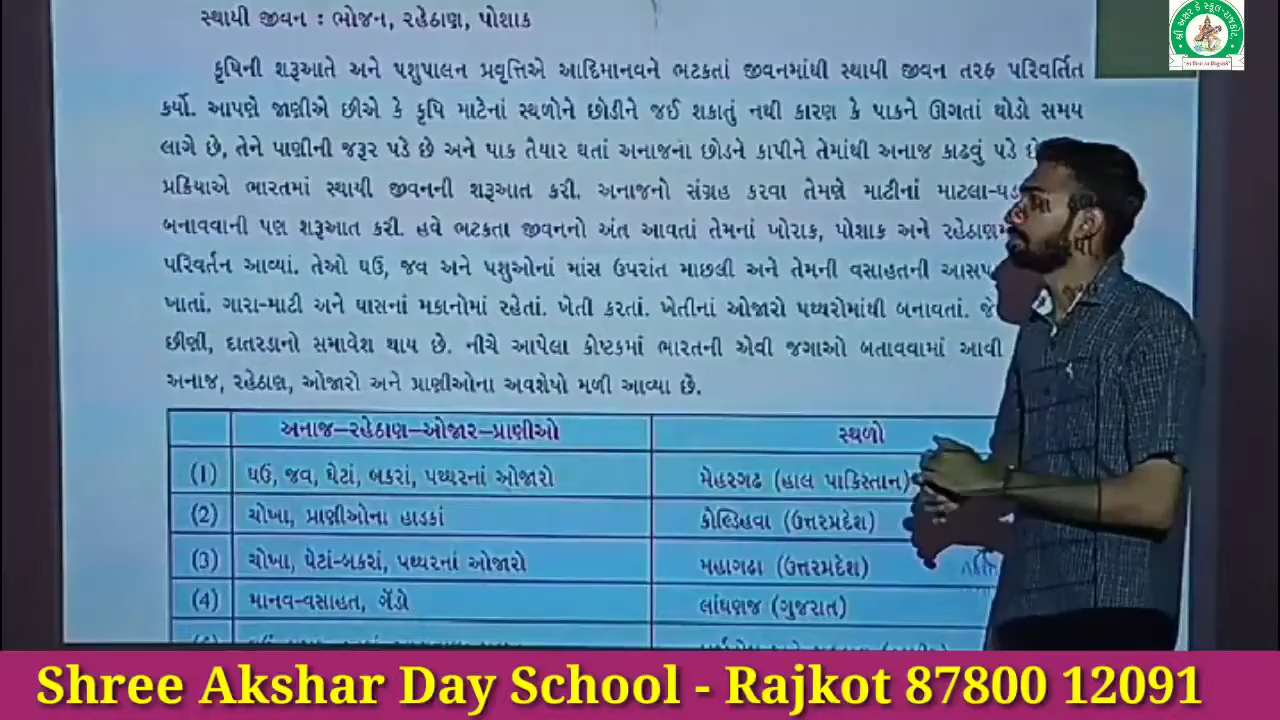 સ્થાયી જીવન : ભોજન, રહેઠાણ, પોશાક
કૃષિની શરૂઆતે અને પશુપાલન પ્રવૃત્તિએ આદિમાનવને ભટકતાં જીવનમાંથી સ્થાયી જીવન તરફ પરિવર્તિત
કર્યો. આપણે જાણીએ છીએ કે કૃષિ માટેનાં સ્થળોને છોડીને જઈ શકાતું નથી કારણ કે પાકને ઊગતાં થોડો સમય
લાગે છે, તેને પાણીની જરૂર પડે છે અને પાક તૈયાર થતાં અનાજના છોડને કાપીને તેમાંથી અનાજ કાઢવું પડે
પ્રક્રિયાએ ભારતમાં સ્થાયી જીવનની શરૂઆત કરી. અનાજનો સંગ્રહ કરવા તેમણે માટીનાં માટલા-
બનાવવાની પણ શરૂઆત કરી. હવે ભટકતા જીવનનો અંત આવતાં તેમનાં ખોરાક, પોશાક અને
પરિવર્તન આવ્યાં. તેઓ ઘઉં, જવ અને પશુઓનાં માંસ ઉપરાંત માછલી અને તેમની વસાહતની
ખાતાં. ગારા-માટી અને ઘાસનાં મકાનોમાં રહેતાં. ખેતી કરતાં. ખેતીનાં ઓજારો પથ્થરોમાંથી બનાવતાં.
છીણી, દાતરડાનો સમાવેશ થાય છે. નીચે આપેલા કોષ્ટકમાં ભારતની એવી જગાઓ બતાવવામાં આવી
અનાજ, રહેઠાણ, ઓજારો અને પ્રાણીઓના અવશેષો મળી આવ્યા છે.
અનાજ–રહેઠાણ–ઓજાર–પ્રાણીઓ સ્થળો
(1) ઘઉં, જવ, ઘેટાં, બકરાં, પથ્થરનાં ઓજારો મેહરગઢ (હાલ પાકિસ્તાન)
(2) ચોખા, પ્રાણીઓના હાડકાં કોલ્ડિહવા (ઉત્તરપ્રદેશ)
(3) ચોખા, ઘેટાં-બકરાં, પથ્થરનાં ઓજારો મહાગઢા (ઉત્તરપ્રદેશ)
(4) માનવ-વસાહત, ગેંડો લાંઘણજ (ગુજરાત)
Shree Akshar Day School - Rajkot 87800 12091